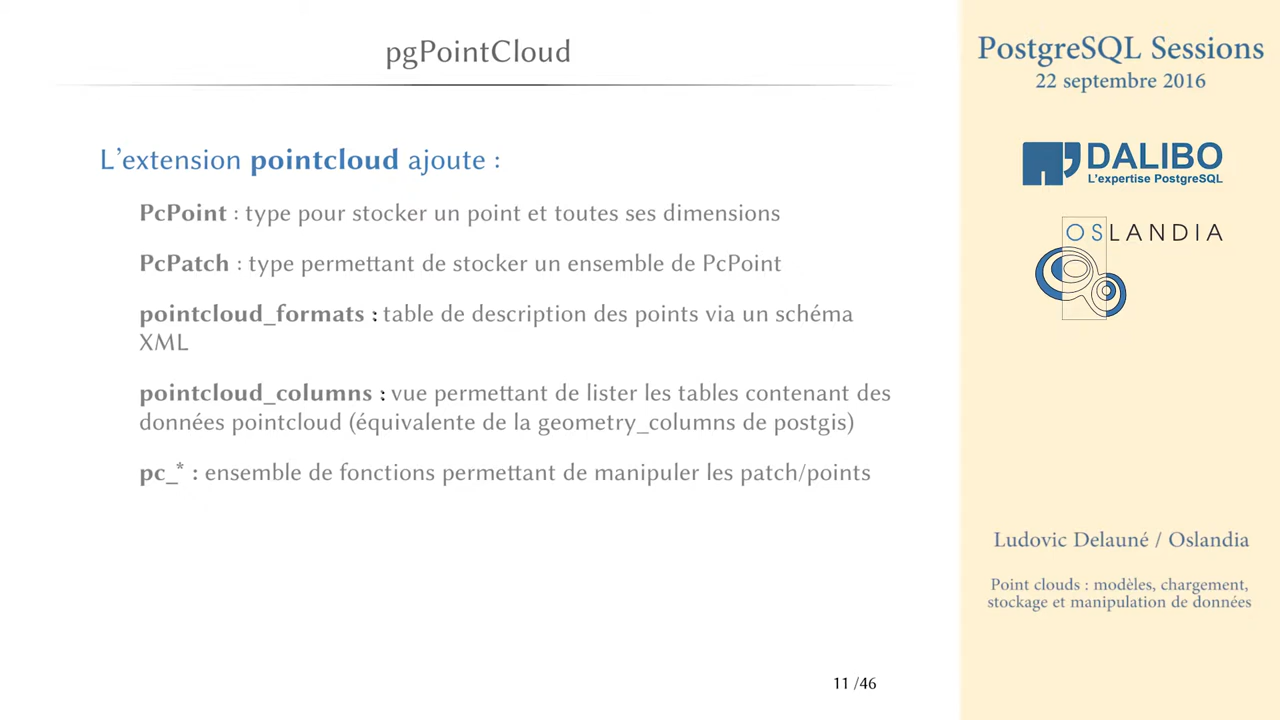 pgPointCloud
L’extension pointcloud ajoute :
PcPoint : type pour stocker un point et toutes ses dimensions
PcPatch : type permettant de stocker un ensemble de PcPoint
pointcloud_formats : table de description des points via un schéma
XML
pointcloud_columns : vue permettant de lister les tables contenant des
données pointcloud (équivalente de la geometry_columns de postgis)
pc_* : ensemble de fonctions permettant de manipuler les patch/points
11 /46
PostgreSQL Sessions
22 septembre 2016
DALIBO
L'expertise PostgreSQL
OSLANDIA
Ludovic Delauné / Oslandia
Point clouds : modèles, chargement,
stockage et manipulation de données